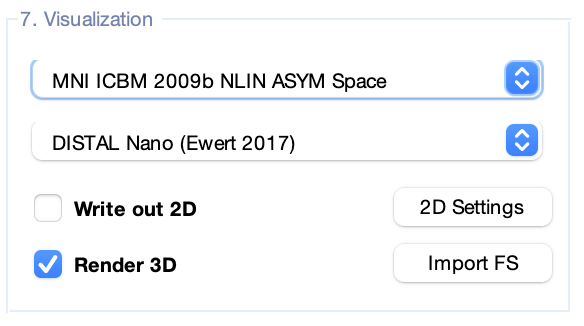 7. Visualization
MNI ICBM 2009b NLIN ASYM Space
DISTAL Nano (Ewert 2017)
Write out 2D
2D Settings
Render 3D
Import FS